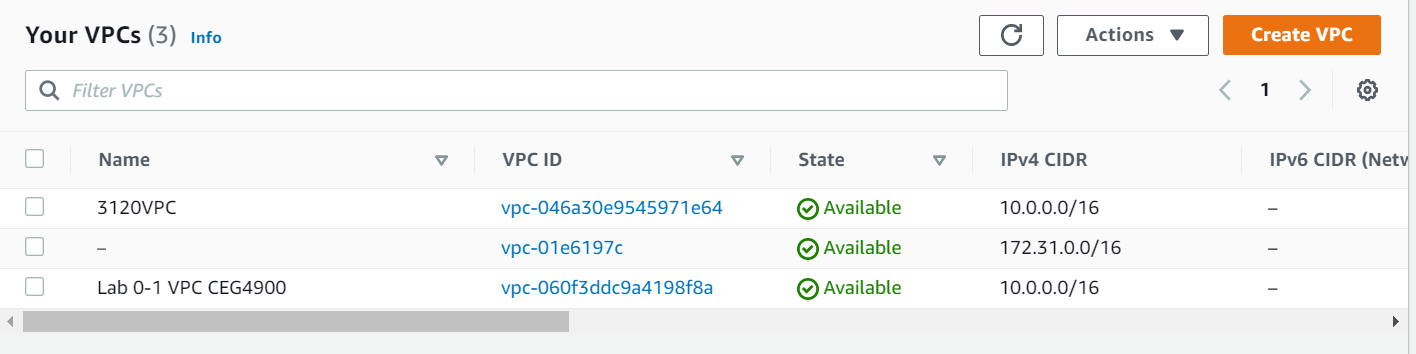 Your VPCs (3) Info Actions Create VPC
Filter VPCs 1
Name VPC ID State IPv4 CIDR IPv6 CIDR (Netw
3120VPC vpc-046a30e9545971e64 Available 10.0.0.0/16 –
– vpc-01e6197c Available 172.31.0.0/16 –
Lab 0-1 VPC CEG4900 vpc-060f3ddc9a4198f8a Available 10.0.0.0/16 –